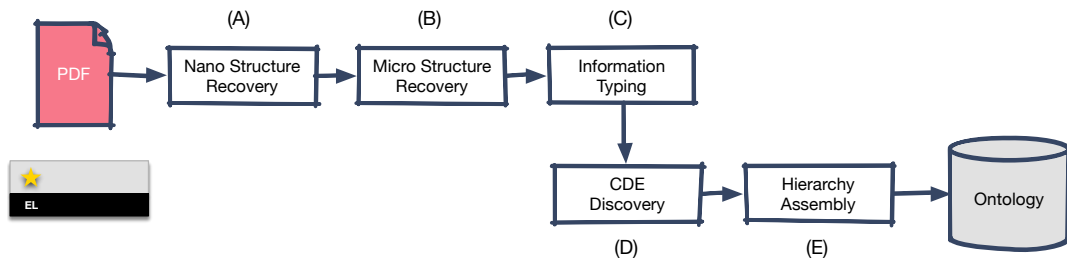 (A)
(B)
(C)
PDF
Nano Structure
Recovery
Micro Structure
Recovery
Information
Typing
EL
CDE
Discovery
Hierarchy
Assembly
Ontology
(D)
(E)